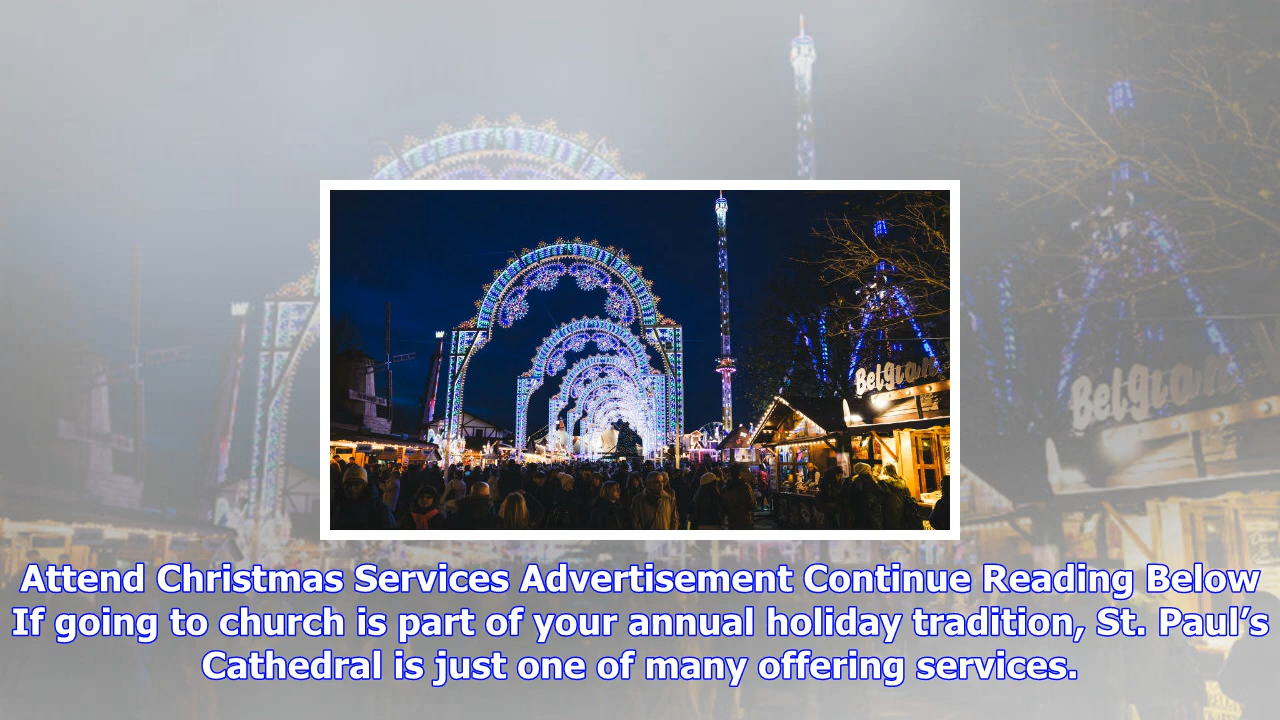 Belgian
Belgian
Attend Christmas Services Advertisement Continue Reading Below
If going to church is part of your annual holiday tradition, St. Paul’s
Cathedral is just one of many offering services.